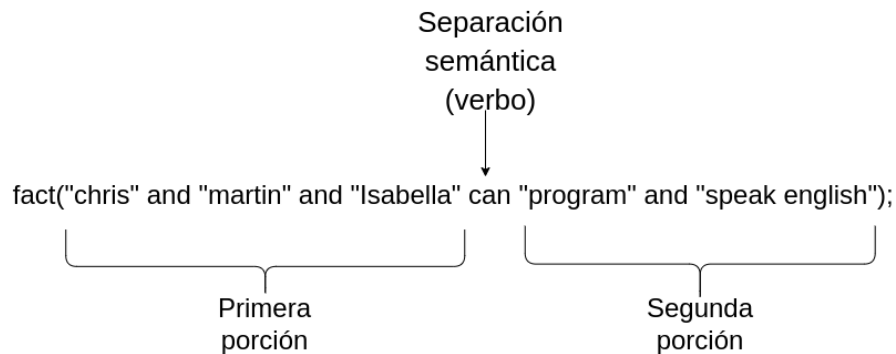 Separación
semántica
(verbo)
fact("chris" and "martin" and "Isabella" can "program" and "speak english");
Primera
porción
Segunda
porción